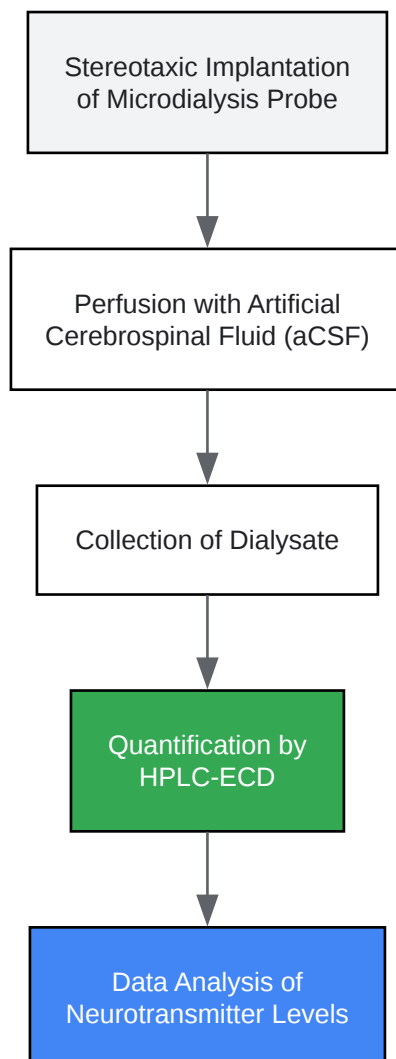 Stereotaxic Implantation
of Microdialysis Probe
Perfusion with Artificial
Cerebrospinal Fluid (aCSF)
Collection of Dialysate
Quantification by
HPLC-ECD
Data Analysis of
Neurotransmitter Levels